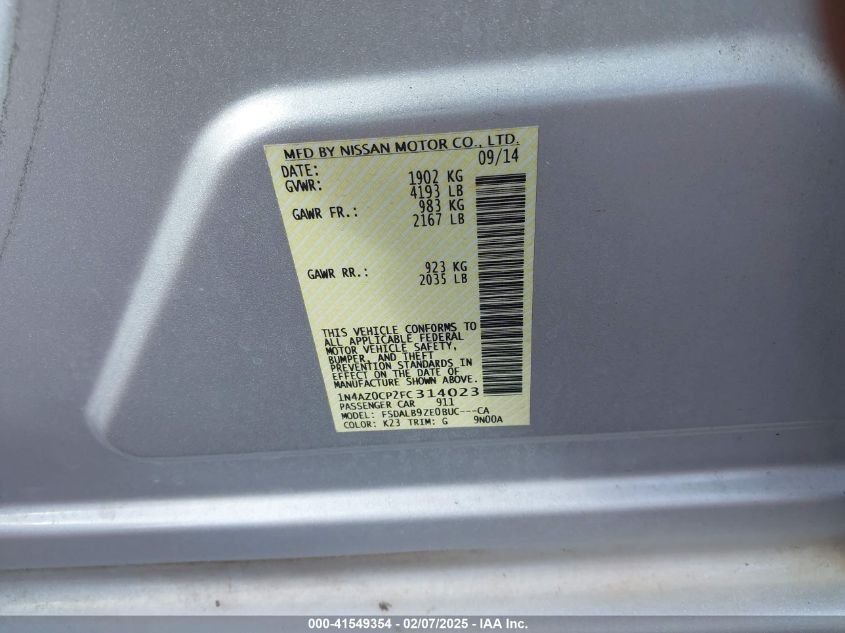 MFD BY NISSAN MOTOR CO., LTD.
DATE: 09/14
GVWR: 1902 KG
4193 LB
GAWR FR.: 983 KG
2167 LB
GAWR RR.: 923 KG
2035 LB
THIS VEHICLE CONFORMS TO
ALL APPLICABLE FEDERAL
MOTOR VEHICLE SAFETY,
BUMPER, AND THEFT
PREVENTION STANDARDS IN
EFFECT ON THE DATE OF
MANUFACTURE SHOWN ABOVE.
1N4AZ0CP2FC314023
PASSENGER CAR 911
MODEL: FSDALB9ZE0BUC---CA
COLOR: K23 TRIM: G 9N00A
000-41549354 - 02/07/2025 - IAA Inc.